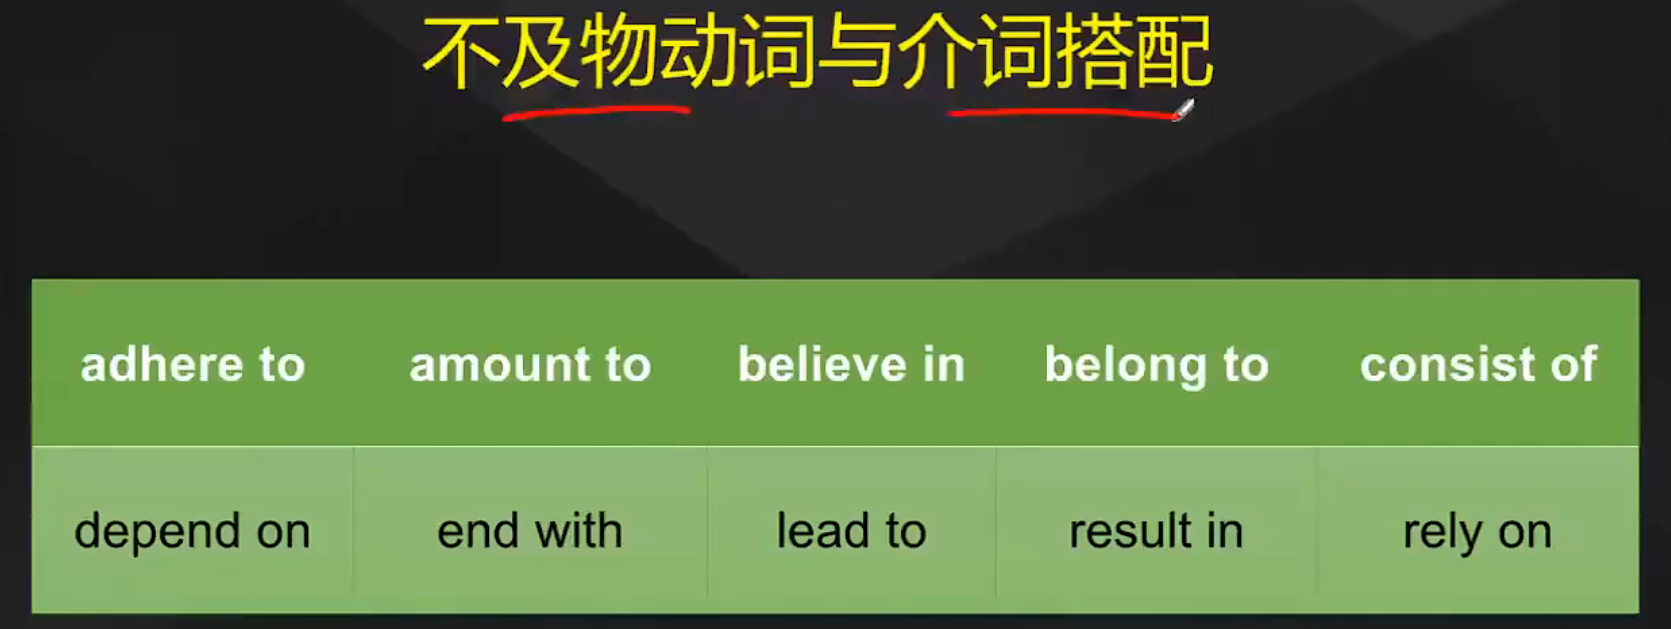 不及物动词与介词搭配
adhere to amount to believe in belong to consist of
depend on end with lead to result in rely on